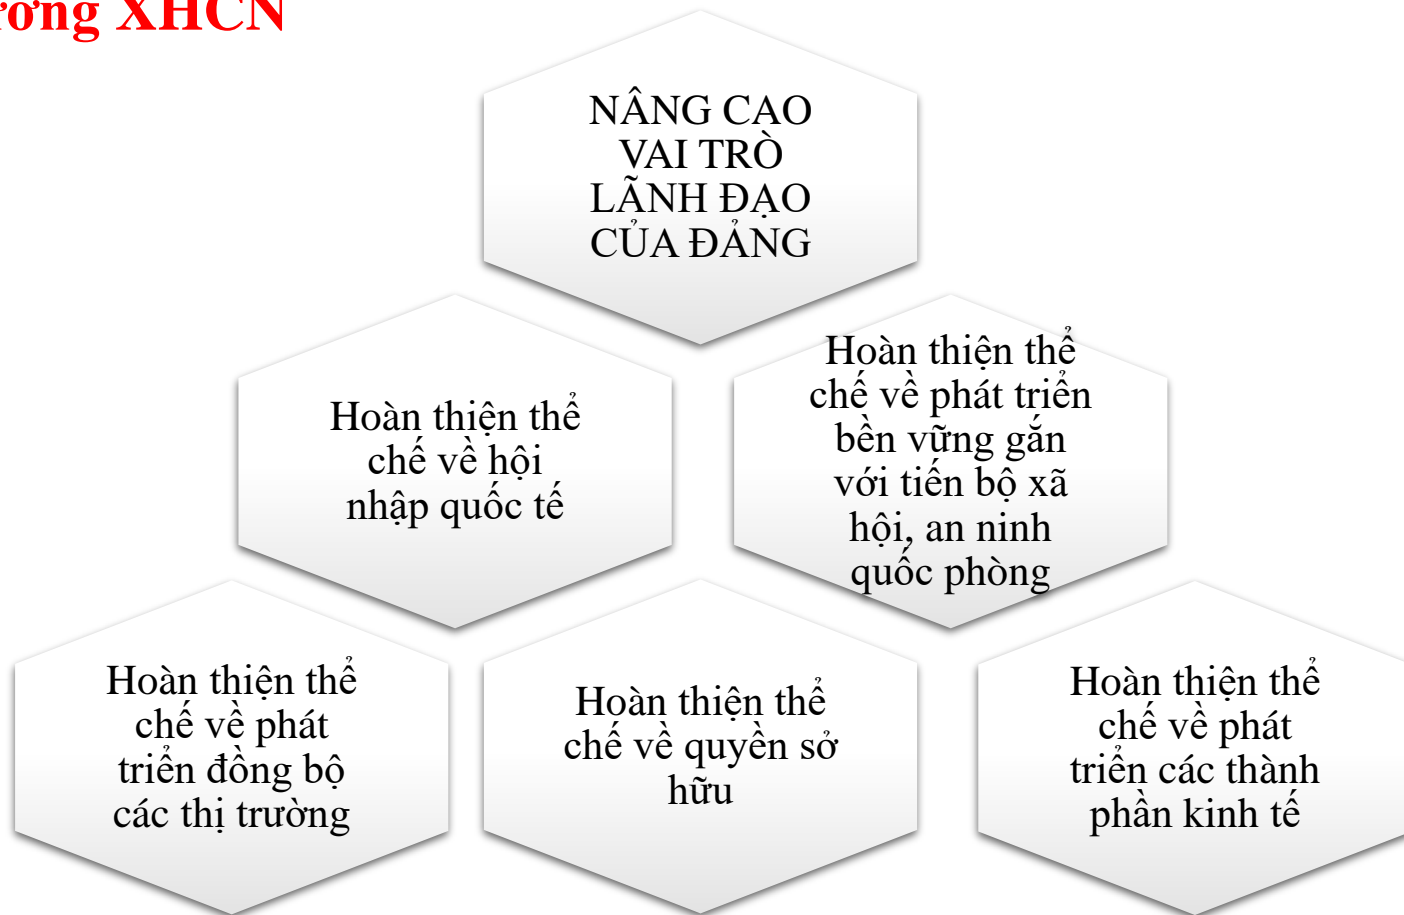 XHCN
NÂNG CAO
VAI TRÒ
LÃNH ĐẠO
CỦA ĐẢNG
Hoàn thiện thể
chế về hội
nhập quốc tế
Hoàn thiện thể
chế về phát triển
bền vững gắn
với tiến bộ xã
hội, an ninh
quốc phòng
Hoàn thiện thể
chế về phát
triển đồng bộ
các thị trường
Hoàn thiện thể
chế về quyền sở
hữu
Hoàn thiện thể
chế về phát
triển các thành
phần kinh tế